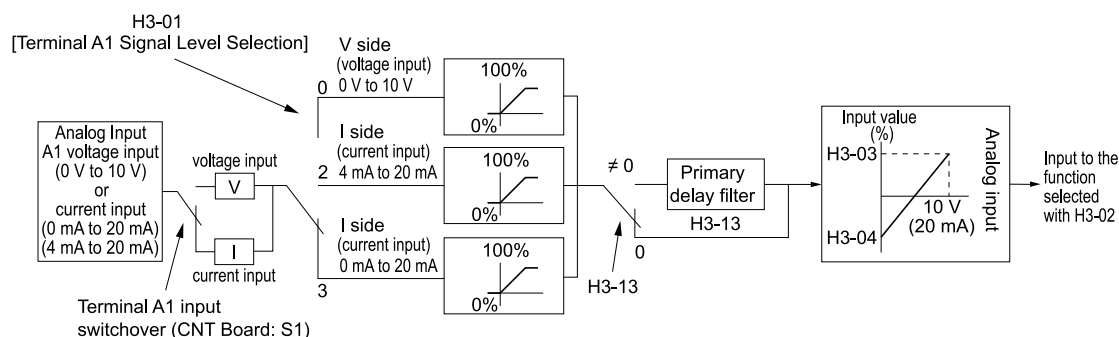 H3-01
[Terminal A1 Signal Level Selection]
Analog Input
A1 voltage input
(0 V to 10 V)
or
current input
(0 mA to 20 mA)
(4 mA to 20 mA)
voltage input
V
I
current input
Terminal A1 input
switchover (CNT Board: S1)
0
V side
(voltage input)
0 V to 10 V
100%
0%
2
I side
(current input)
4 mA to 20 mA
100%
0%
3
I side
(current input)
0 mA to 20 mA
100%
0%
≠ 0
0
H3-13
Primary
delay filter
H3-13
Input value
(%)
H3-03
H3-04
10 V
(20 mA)
Analog input
Input to the
function
selected
with H3-02